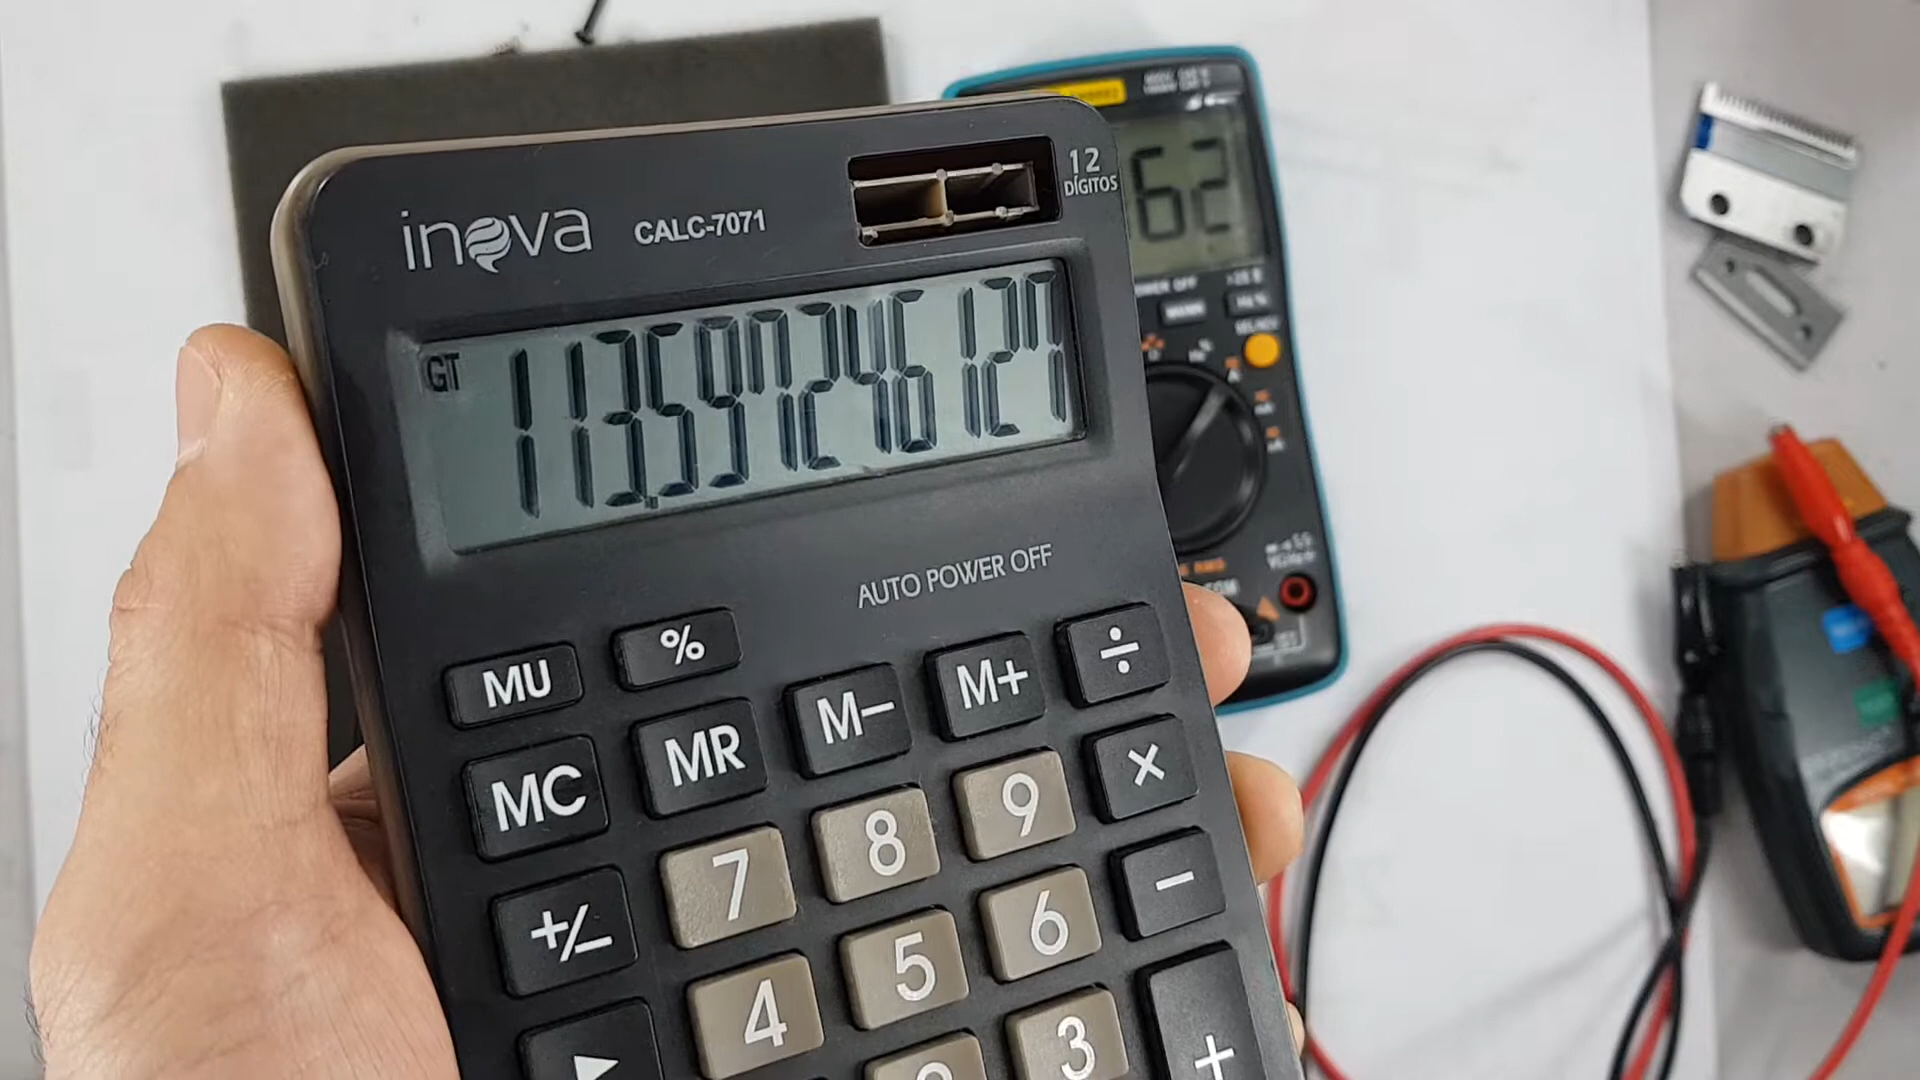 inova CALC-7071
12
DÍGITOS
GT 113.597246127
AUTO POWER OFF
MU % M− M+ ÷
MC MR 7 8 9 ×
+/− 4 5 6 −
▶ 3 +
62